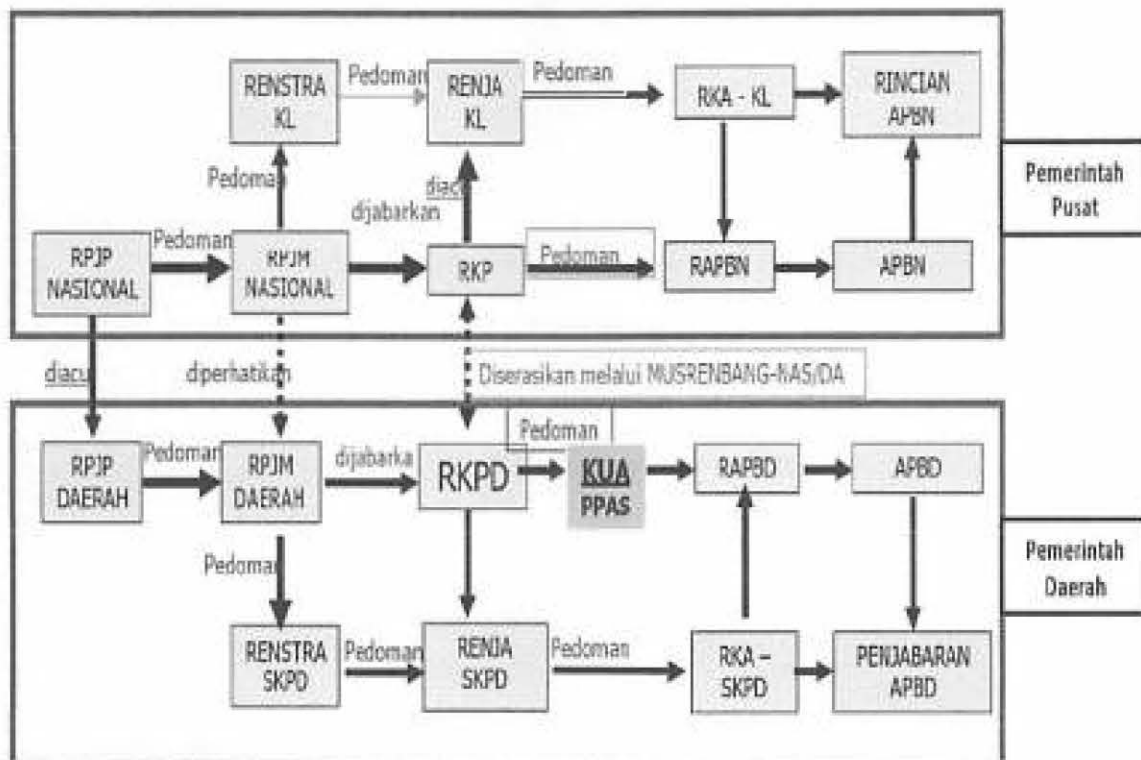 RENSTRA
KL
Pedoman
RENJA
KL
Pedoman
RKA - KL
RINCIAN
APBN
Pemerintah
Pusat
Pedoman
diacu
dijabarkan
RPJP
NASIONAL
Pedoman
RPJM
NASIONAL
RKP
Pedoman
RAPBN
APBN
diacu
diperhatikan
Diserasikan melalui MUSRENBANG-NAS/DA
Pedoman
RPJP
DAERAH
Pedoman
RPJM
DAERAH
dijabarka
RKPD
KUA
PPAS
RAPBD
APBD
Pemerintah
Daerah
Pedoman
RENSTRA
SKPD
Pedoman
RENJA
SKPD
Pedoman
RKA –
SKPD
PENJABARAN
APBD